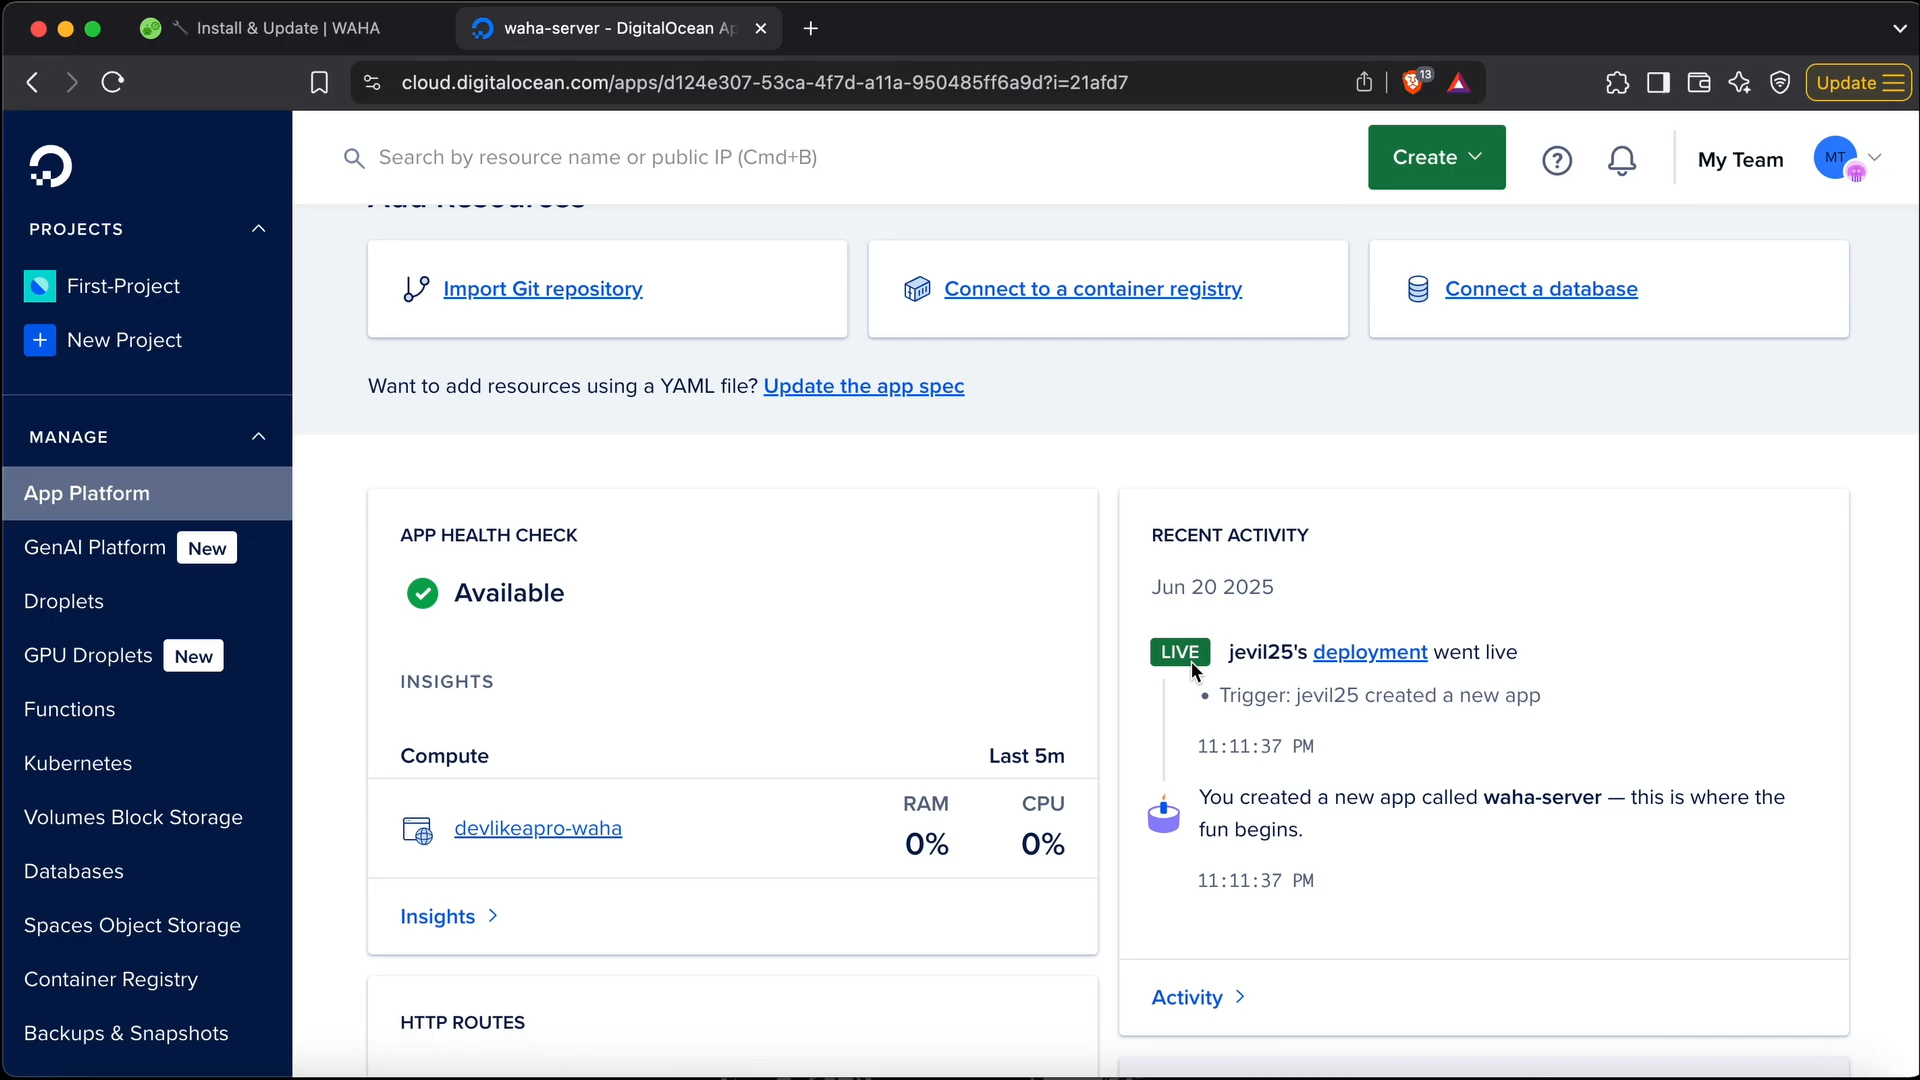 Install & Update | WAHA
waha-server - DigitalOcean Ap
cloud.digitalocean.com/apps/d124e307-53ca-4f7d-a11a-950485ff6a9d?i=21afd7
13
Update
Search by resource name or public IP (Cmd+B)
Create
My Team
MT
PROJECTS
First-Project
New Project
MANAGE
App Platform
GenAI Platform New
Droplets
GPU Droplets New
Functions
Kubernetes
Volumes Block Storage
Databases
Spaces Object Storage
Container Registry
Backups & Snapshots
Add Resources
Import Git repository
Connect to a container registry
Connect a database
Want to add resources using a YAML file? Update the app spec
APP HEALTH CHECK
Available
INSIGHTS
Compute Last 5m
RAM CPU
devlikeapro-waha 0% 0%
Insights
HTTP ROUTES
RECENT ACTIVITY
Jun 20 2025
LIVE jevil25's deployment went live
• Trigger: jevil25 created a new app
11:11:37 PM
You created a new app called waha-server — this is where the
fun begins.
11:11:37 PM
Activity